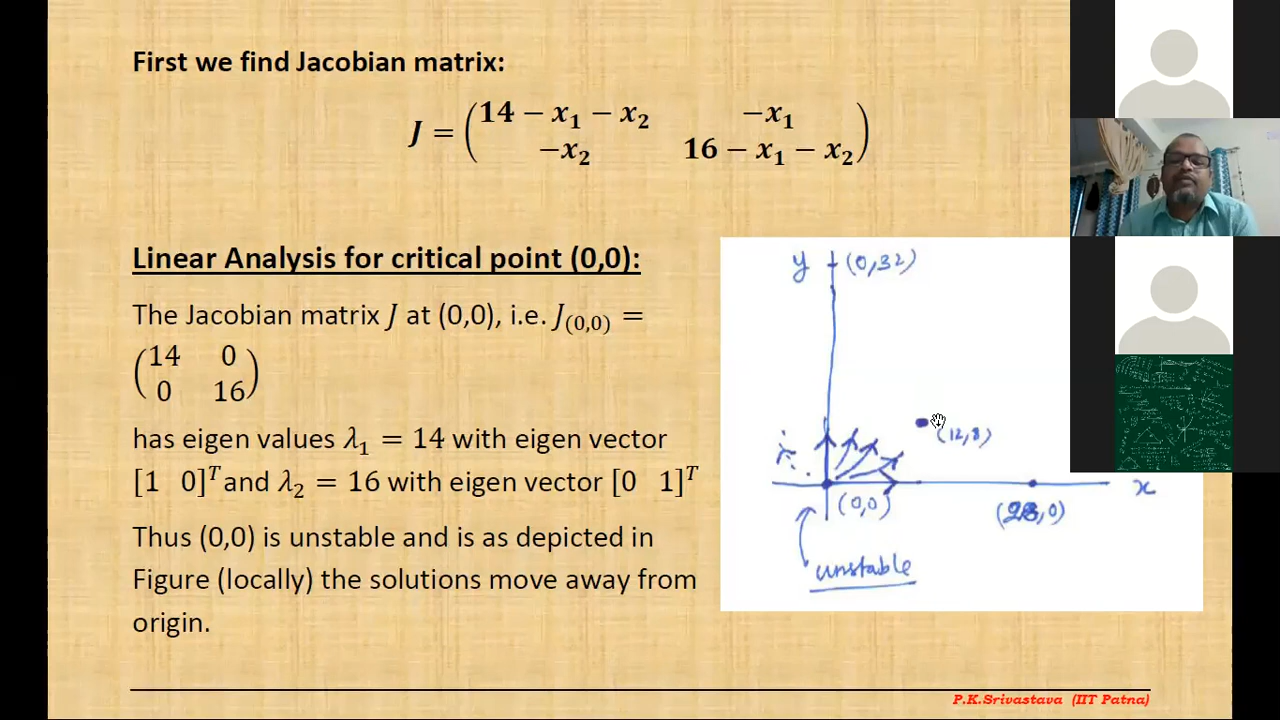 First we find Jacobian matrix:
J = (14 − x₁ − x₂ −x₁
−x₂ 16 − x₁ − x₂)
Linear Analysis for critical point (0,0):
The Jacobian matrix J at (0,0), i.e. J₍₀,₀₎ =
(14 0
0 16)
has eigen values λ₁ = 14 with eigen vector
[1 0]ᵀ and λ₂ = 16 with eigen vector [0 1]ᵀ
Thus (0,0) is unstable and is as depicted in
Figure (locally) the solutions move away from
origin.
y (0,32)
(12,8)
x
(0,0)
(28,0)
unstable
P.K.Srivastava (IIT Patna)